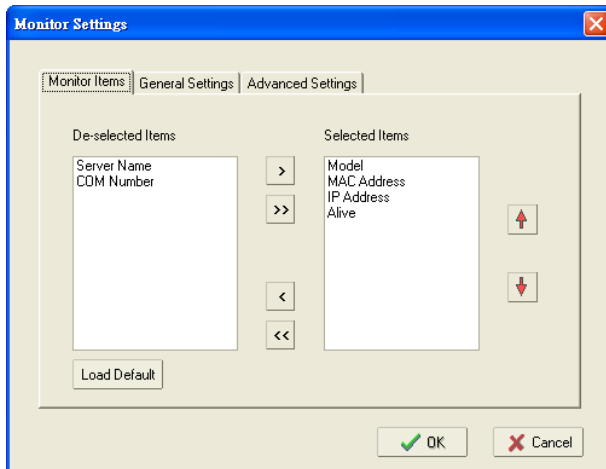 Monitor Settings
Monitor Items
General Settings
Advanced Settings
De-selected Items
Selected Items
Server Name
COM Number
>
>>
<
<<
Model
MAC Address
IP Address
Alive
Load Default
OK
Cancel